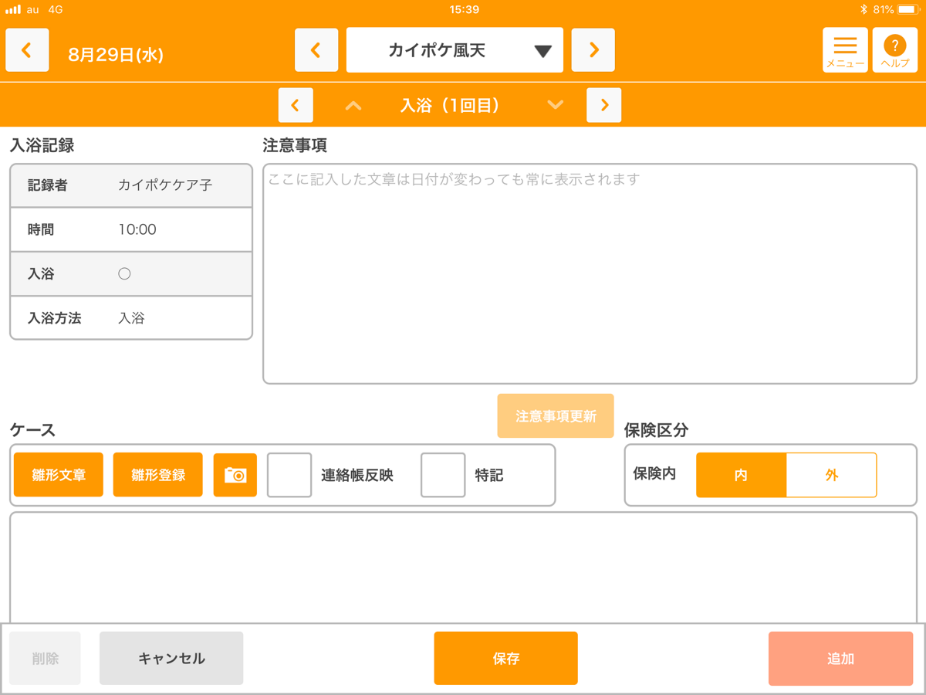 au 4G 15:39 81%
8月29日(水) カイポケ風天 メニュー ? ヘルプ
入浴（1回目）
入浴記録 注意事項
記録者 カイポケケア子
ここに記入した文章は日付が変わっても常に表示されます
時間 10:00
入浴 ○
入浴方法 入浴
注意事項更新
ケース 保険区分
雛形文章 雛形登録 連絡帳反映 特記 保険内 内 外
削除 キャンセル 保存 追加